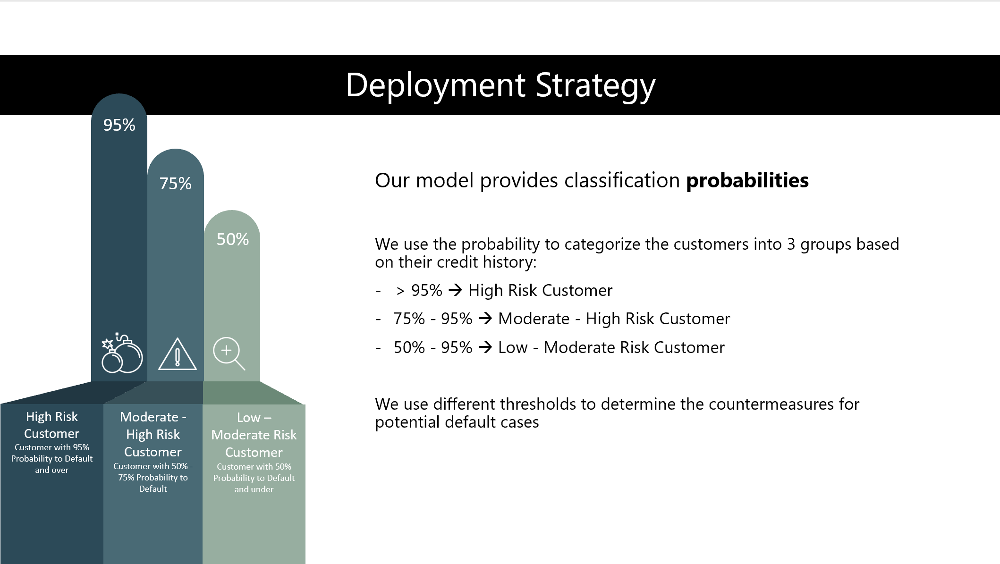 Deployment Strategy
95%
75%
50%
High Risk
Customer
Customer with 95%
Probability to Default
and over
Moderate -
High Risk
Customer
Customer with 50% -
75% Probability to
Default
Low –
Moderate Risk
Customer
Customer with 50%
Probability to Default
and under
Our model provides classification probabilities
We use the probability to categorize the customers into 3 groups based
on their credit history:
- > 95% → High Risk Customer
- 75% - 95% → Moderate - High Risk Customer
- 50% - 95% → Low - Moderate Risk Customer
We use different thresholds to determine the countermeasures for
potential default cases